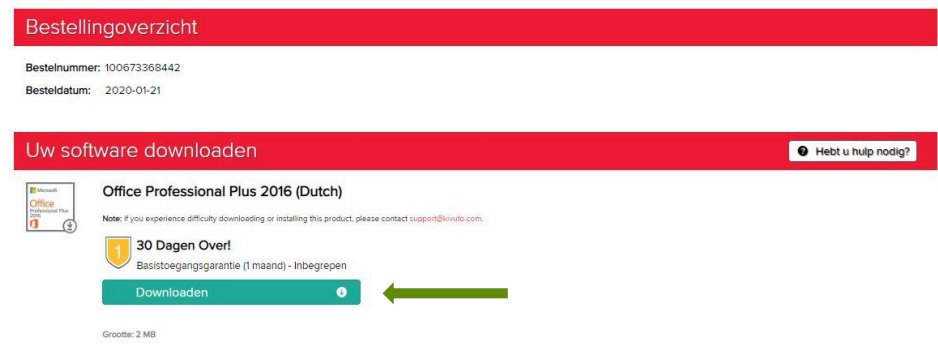 Bestellingoverzicht
Bestelnummer: 100673368442
Besteldatum: 2020-01-21
Uw software downloaden
Hebt u hulp nodig?
Microsoft
Office
Professional Plus
2016
Office Professional Plus 2016 (Dutch)
Note: If you experience difficulty downloading or installing this product, please contact support@kivuto.com.
1
30 Dagen Over!
Basistoegangsgarantie (1 maand) - Inbegrepen
Downloaden
Grootte: 2 MB